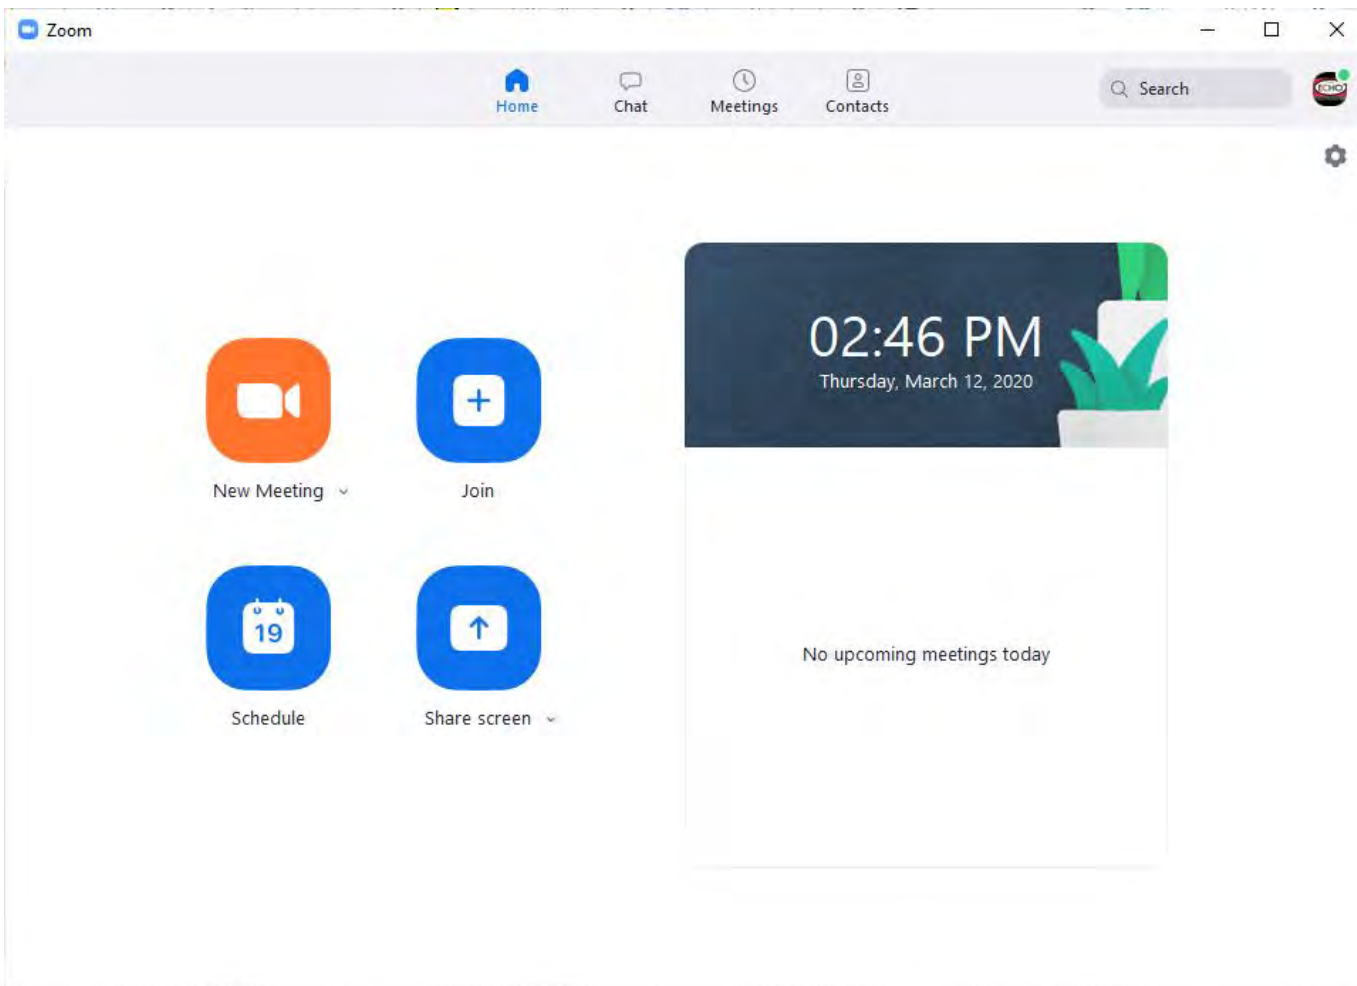 Zoom
Home
Chat
Meetings
Contacts
Search
ECHO
02:46 PM
Thursday, March 12, 2020
New Meeting
Join
19
Schedule
Share screen
No upcoming meetings today